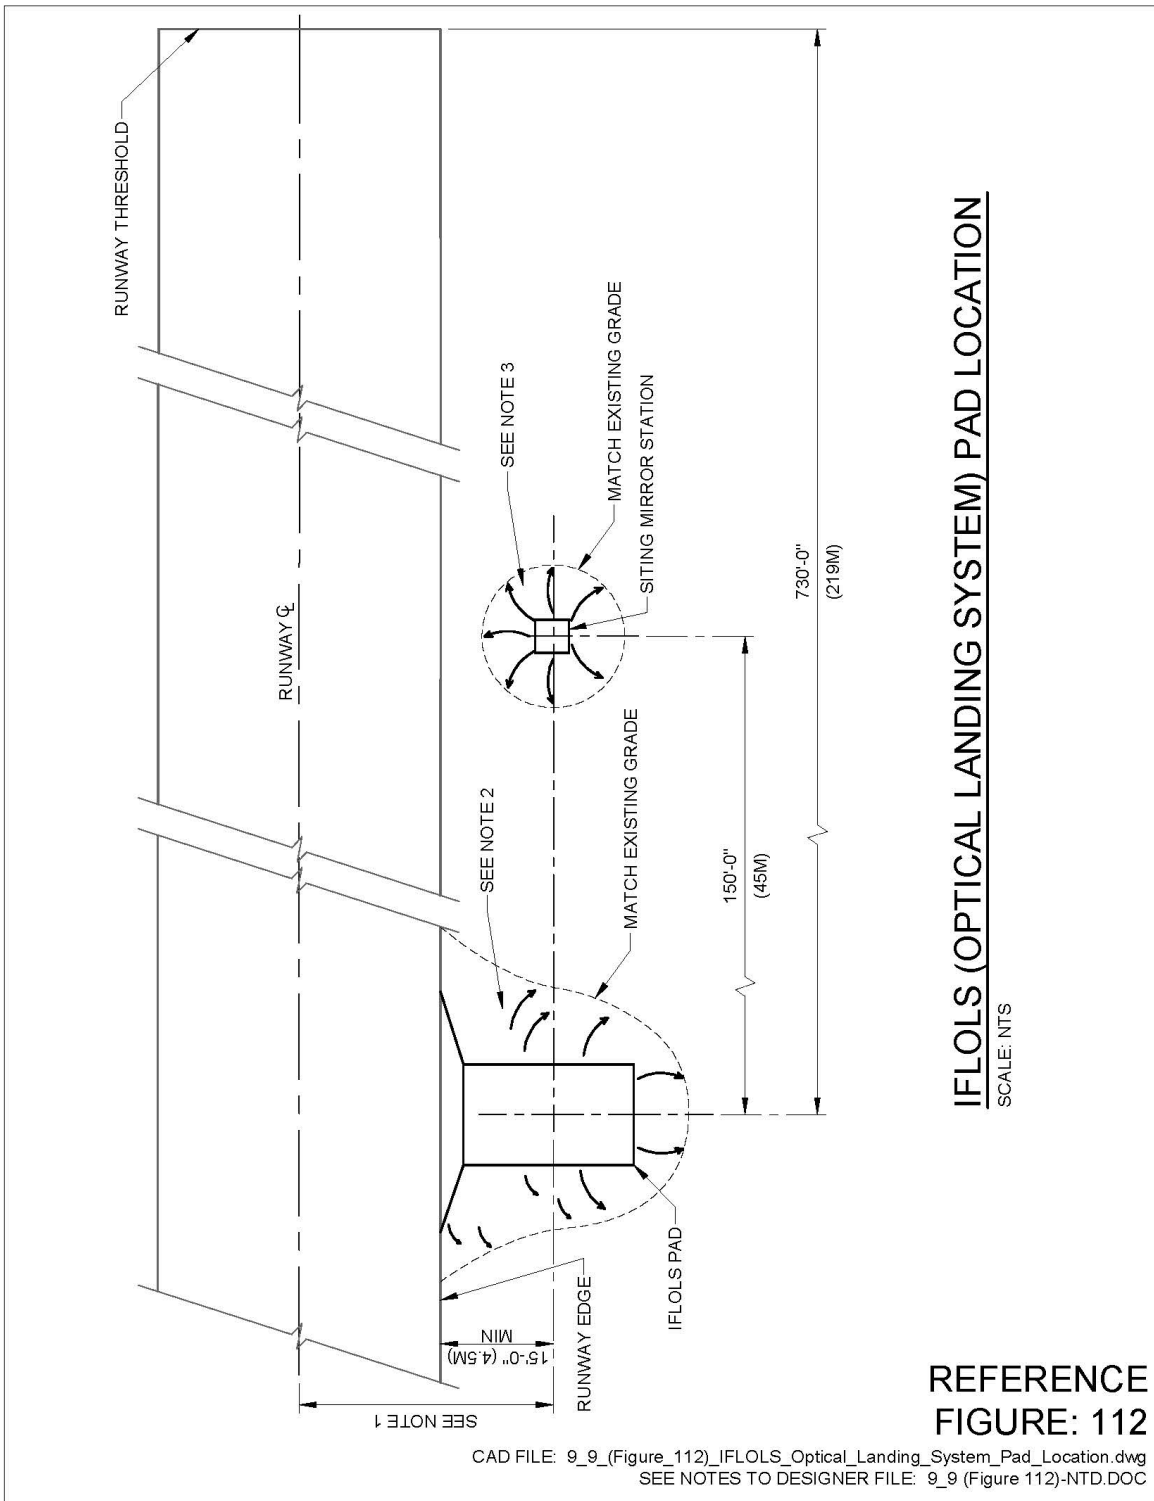 RUNWAY THRESHOLD
RUNWAY ℄
SEE NOTE 3
MATCH EXISTING GRADE
SITING MIRROR STATION
730'-0"
(219M)
SEE NOTE 2
MATCH EXISTING GRADE
150'-0"
(45M)
IFLOLS PAD
RUNWAY EDGE
15'-0" (4.5M)
MIN
SEE NOTE 1
IFLOLS (OPTICAL LANDING SYSTEM) PAD LOCATION
SCALE: NTS
REFERENCE
FIGURE: 112
CAD FILE: 9_9_(Figure_112)_IFLOLS_Optical_Landing_System_Pad_Location.dwg
SEE NOTES TO DESIGNER FILE: 9_9 (Figure 112)-NTD.DOC